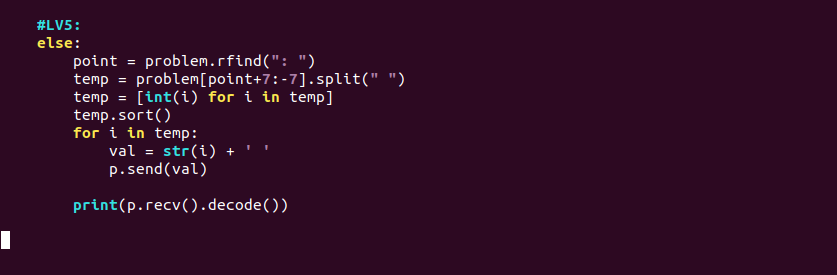 #LV5:
else:
    point = problem.rfind(": ")
    temp = problem[point+7:-7].split(" ")
    temp = [int(i) for i in temp]
    temp.sort()
    for i in temp:
        val = str(i) + ' '
        p.send(val)
    print(p.recv().decode())